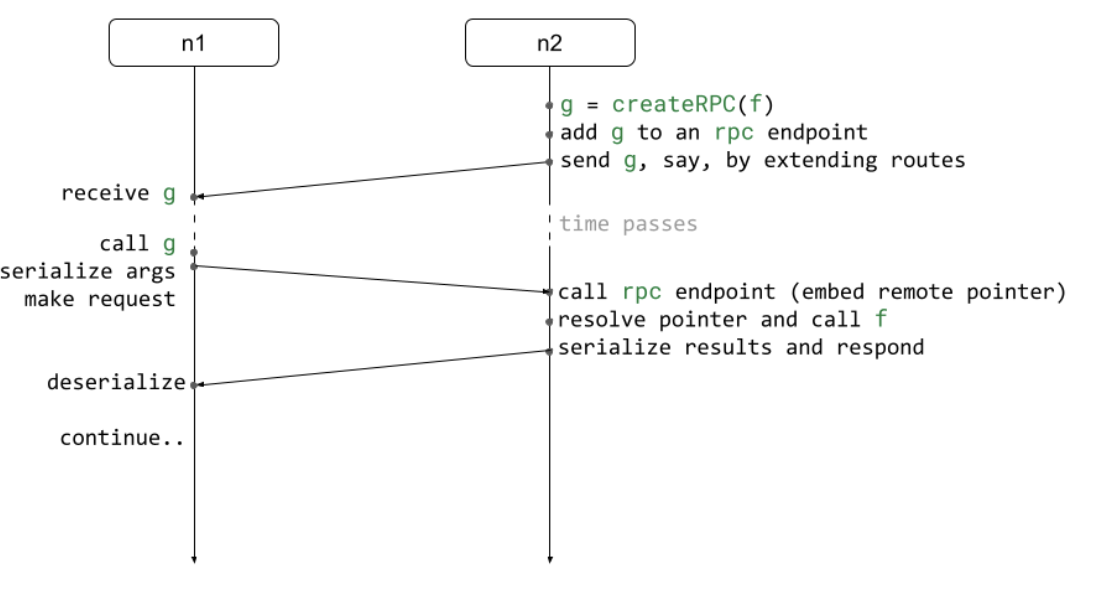 n1
n2
g = createRPC(f)
add g to an rpc endpoint
send g, say, by extending routes
receive g
time passes
call g
serialize args
make request
call rpc endpoint (embed remote pointer)
resolve pointer and call f
serialize results and respond
deserialize
continue..